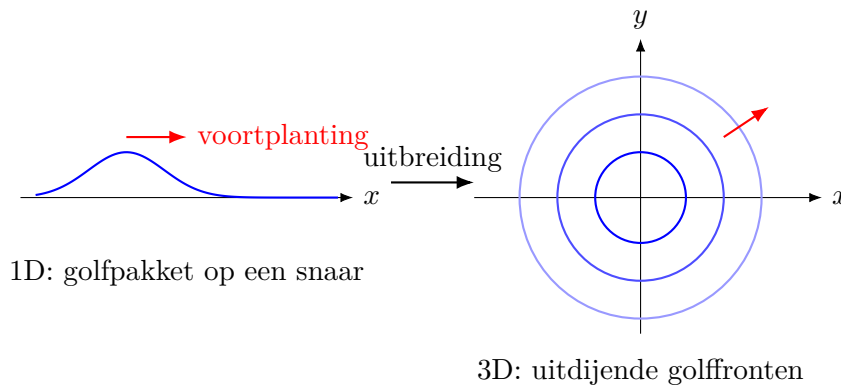 y
voortplanting
uitbreiding
x
x
1D: golfpakket op een snaar
3D: uitdijende golffronten